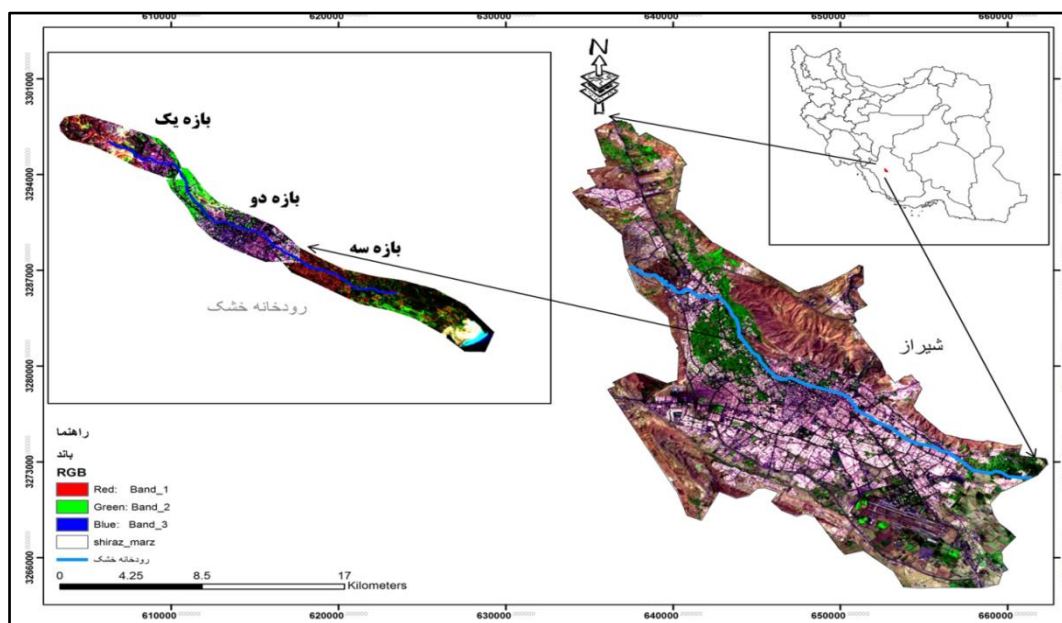 610000 620000 630000 640000 650000 660000
3301000
3294000
3287000
3280000
3273000
3266000
N
بازه یک
بازه دو
بازه سه
رودخانه خشک
شیراز
راهنما
باند
RGB
Red: Band_1
Green: Band_2
Blue: Band_3
shiraz_marz
رودخانه خشک
0 4.25 8.5 17
Kilometers
610000 620000 630000 640000 650000 660000